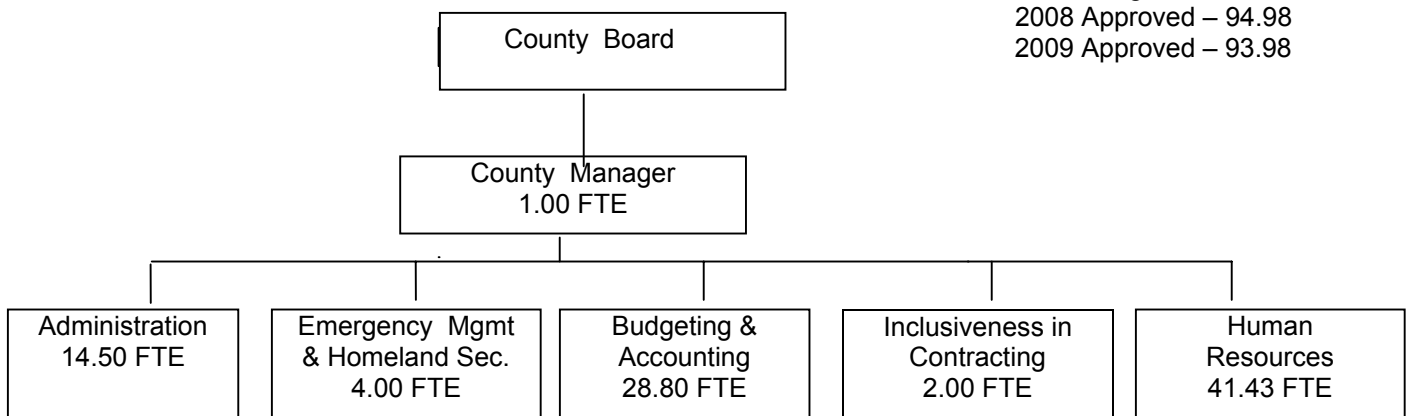 2008 Approved – 94.98
2009 Approved – 93.98
County Board
County Manager
1.00 FTE
Administration
14.50 FTE
Emergency Mgmt
& Homeland Sec.
4.00 FTE
Budgeting &
Accounting
28.80 FTE
Inclusiveness in
Contracting
2.00 FTE
Human
Resources
41.43 FTE